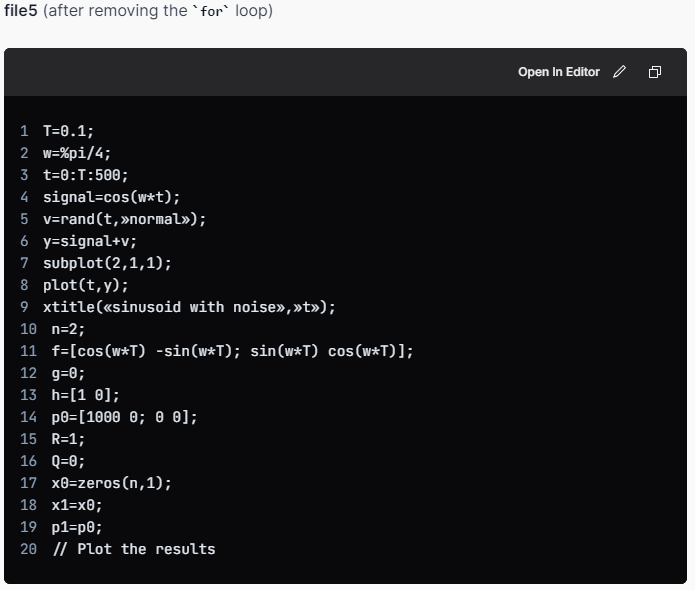 file5 (after removing the `for` loop)
Open In Editor
1 T=0.1;
2 w=%pi/4;
3 t=0:T:500;
4 signal=cos(w*t);
5 v=rand(t,»normal»);
6 y=signal+v;
7 subplot(2,1,1);
8 plot(t,y);
9 xtitle(«sinusoid with noise»,»t»);
10 n=2;
11 f=[cos(w*T) -sin(w*T); sin(w*T) cos(w*T)];
12 g=0;
13 h=[1 0];
14 p0=[1000 0; 0 0];
15 R=1;
16 Q=0;
17 x0=zeros(n,1);
18 x1=x0;
19 p1=p0;
20 // Plot the results